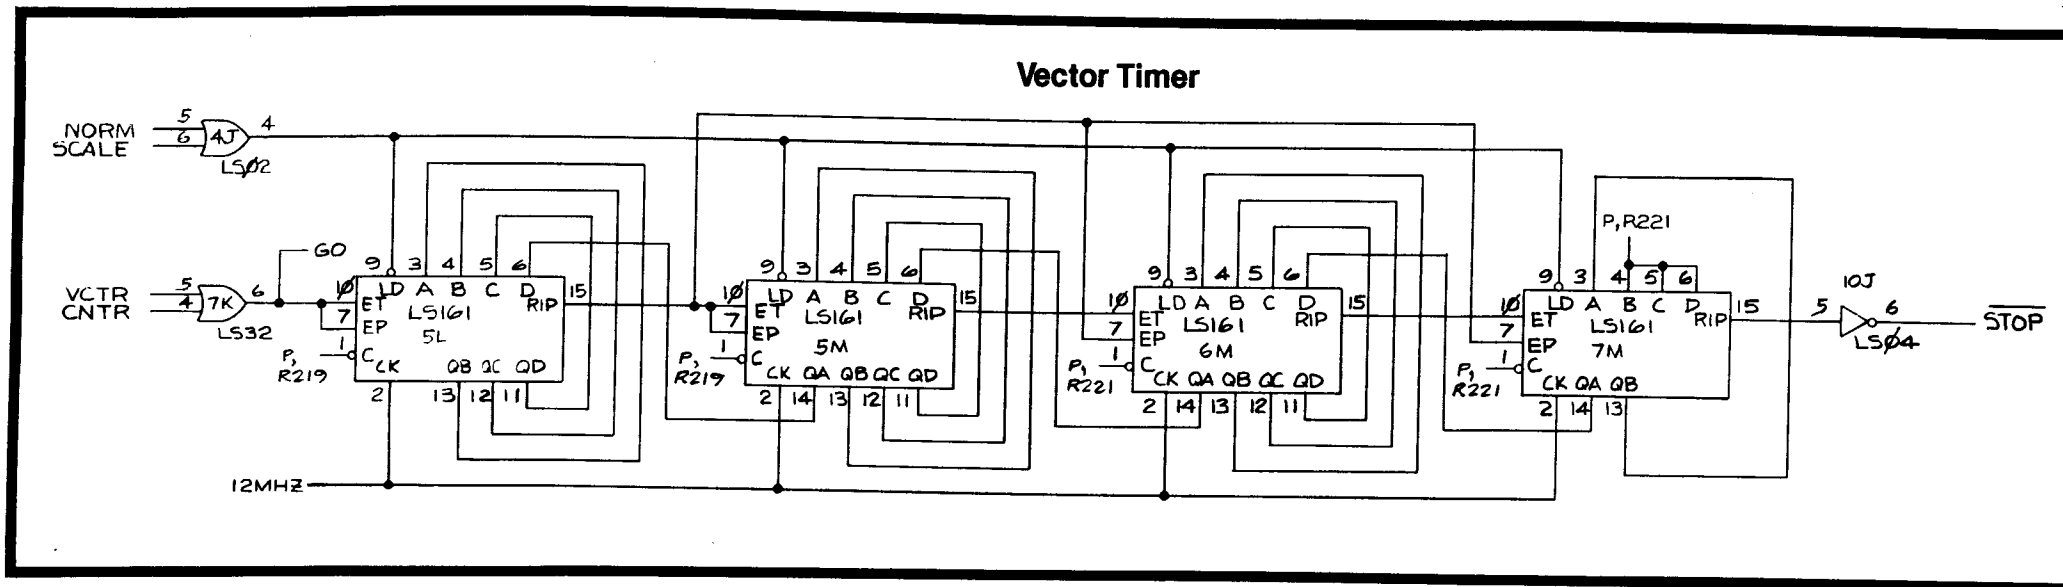 Vector Timer
NORM
SCALE
5
6
4J
4
LSØ2
GO
VCTR
CNTR
5
4
7K
6
LS32
9 3 4 5 6
1Ø
7
1
LD A B C D
ET
EP
C
RIP
15
LS161
5L
P,
R219
CK QB QC QD
2 13 12 11
9 3 4 5 6
1Ø
7
1
LD A B C D
ET
EP
C
RIP
15
LS161
5M
P,
R219
CK QA QB QC QD
2 14 13 12 11
9 3 4 5 6
1Ø
7
1
LD A B C D
ET
EP
C
RIP
15
LS161
6M
P,
R221
CK QA QB QC QD
2 14 13 12 11
P, R221
9 3 4 5 6
1Ø
7
1
LD A B C D
ET
EP
C
RIP
15
LS161
7M
P,
R221
CK QA QB
2 14 13
10J
5
6
LSØ4
STOP
12MHZ